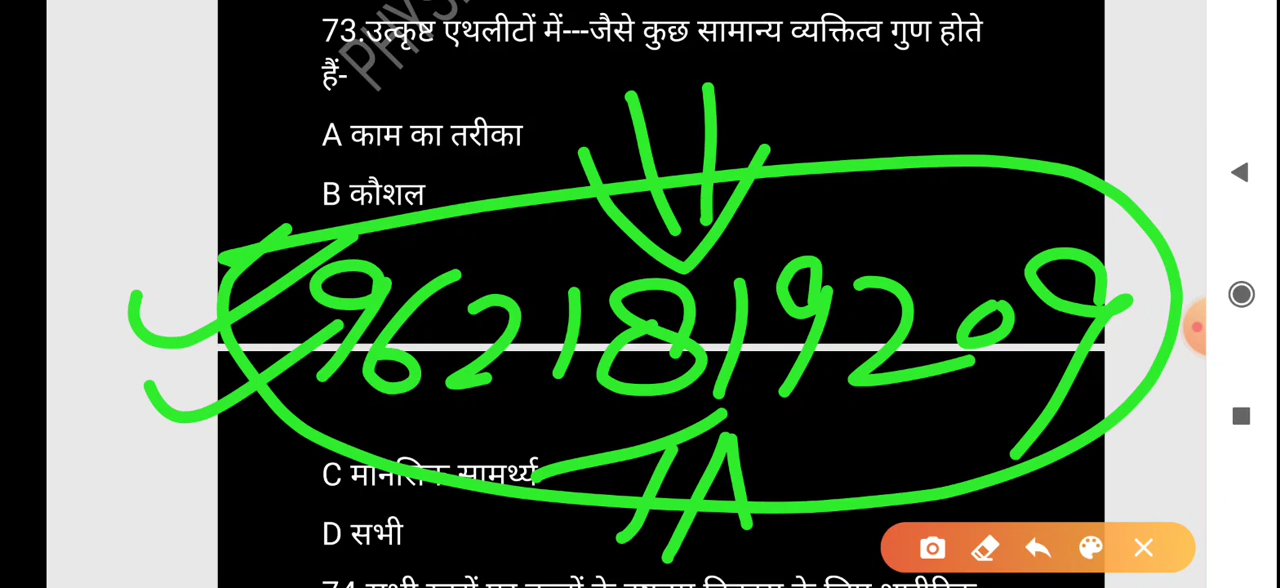 73.उत्कृष्ट एथलीटों में---जैसे कुछ सामान्य व्यक्तित्व गुण होते
हैं-
A काम का तरीका
B कौशल
9621819209
C मानसिक सामर्थ्य
D सभी